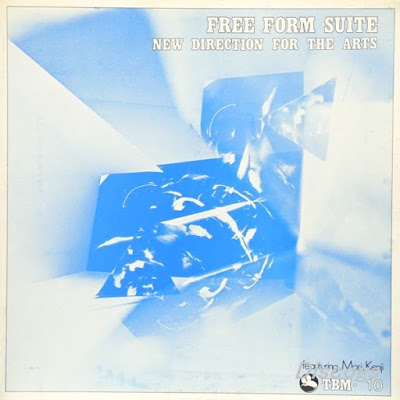 FREE FORM SUITE
NEW DIRECTION FOR THE ARTS
featuring Mori, Kenji
TBM-10